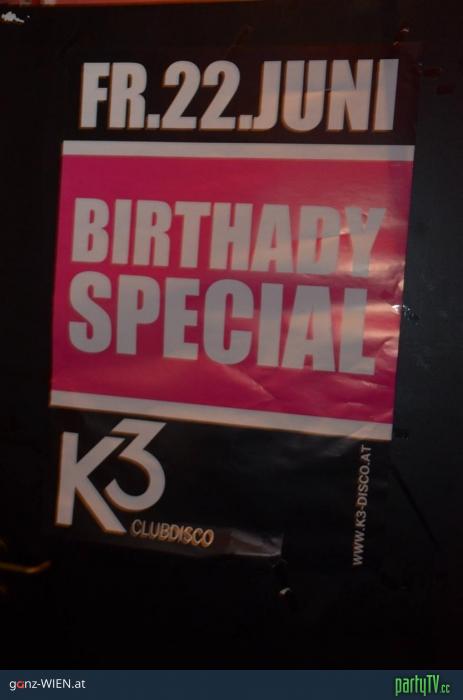 FR.22.JUNI
BIRTHADY
SPECIAL
K3
CLUBDISCO
WWW.K3-DISCO.AT
ganz-WIEN.at
partyTV.cc